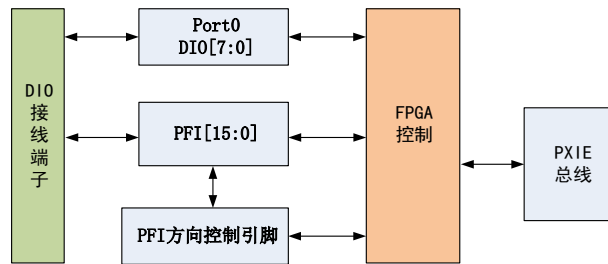 DIO
接
线
端
子
Port0
DIO[7:0]
PFI[15:0]
PFI方向控制引脚
FPGA
控制
PXIE
总线